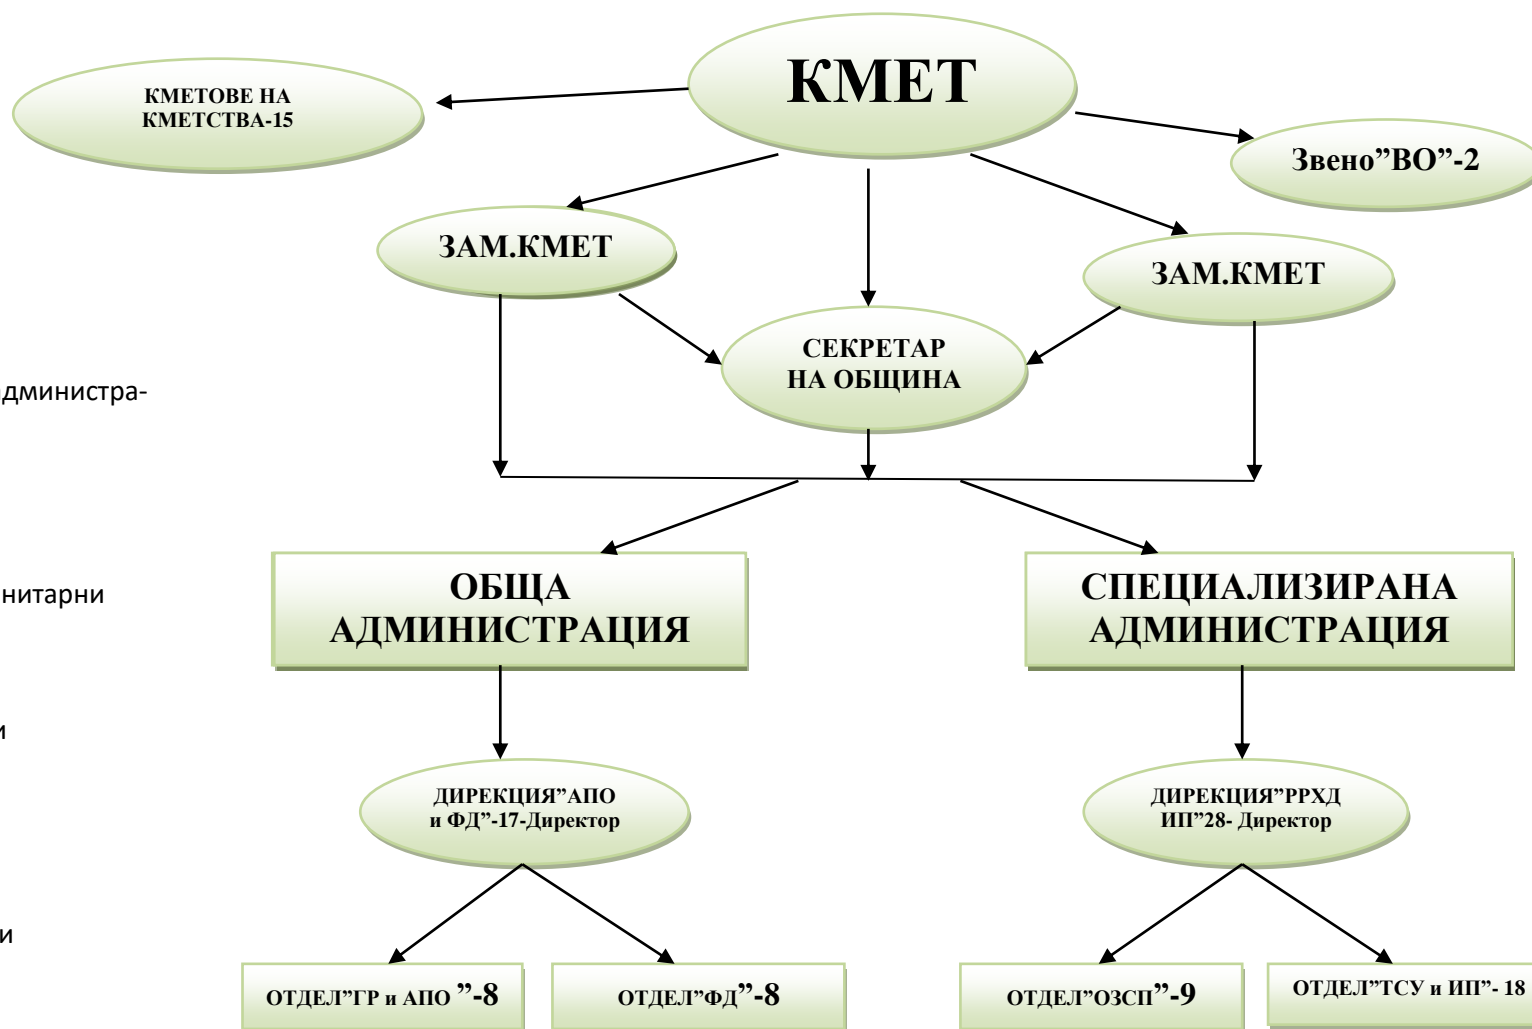 КМЕТ
КМЕТОВЕ НА
КМЕТСТВА-15
Звено”ВО”-2
ЗАМ.КМЕТ
ЗАМ.КМЕТ
СЕКРЕТАР
НА ОБЩИНА
администра-
ОБЩА
АДМИНИСТРАЦИЯ
СПЕЦИАЛИЗИРАНА
АДМИНИСТРАЦИЯ
нитарни
и
ДИРЕКЦИЯ”АПО
и ФД”-17-Директор
ДИРЕКЦИЯ”РРХД
ИП”28- Директор
и
ОТДЕЛ”ГР и АПО ”-8
ОТДЕЛ”ФД”-8
ОТДЕЛ”ОЗСП”-9
ОТДЕЛ”ТСУ и ИП”- 18